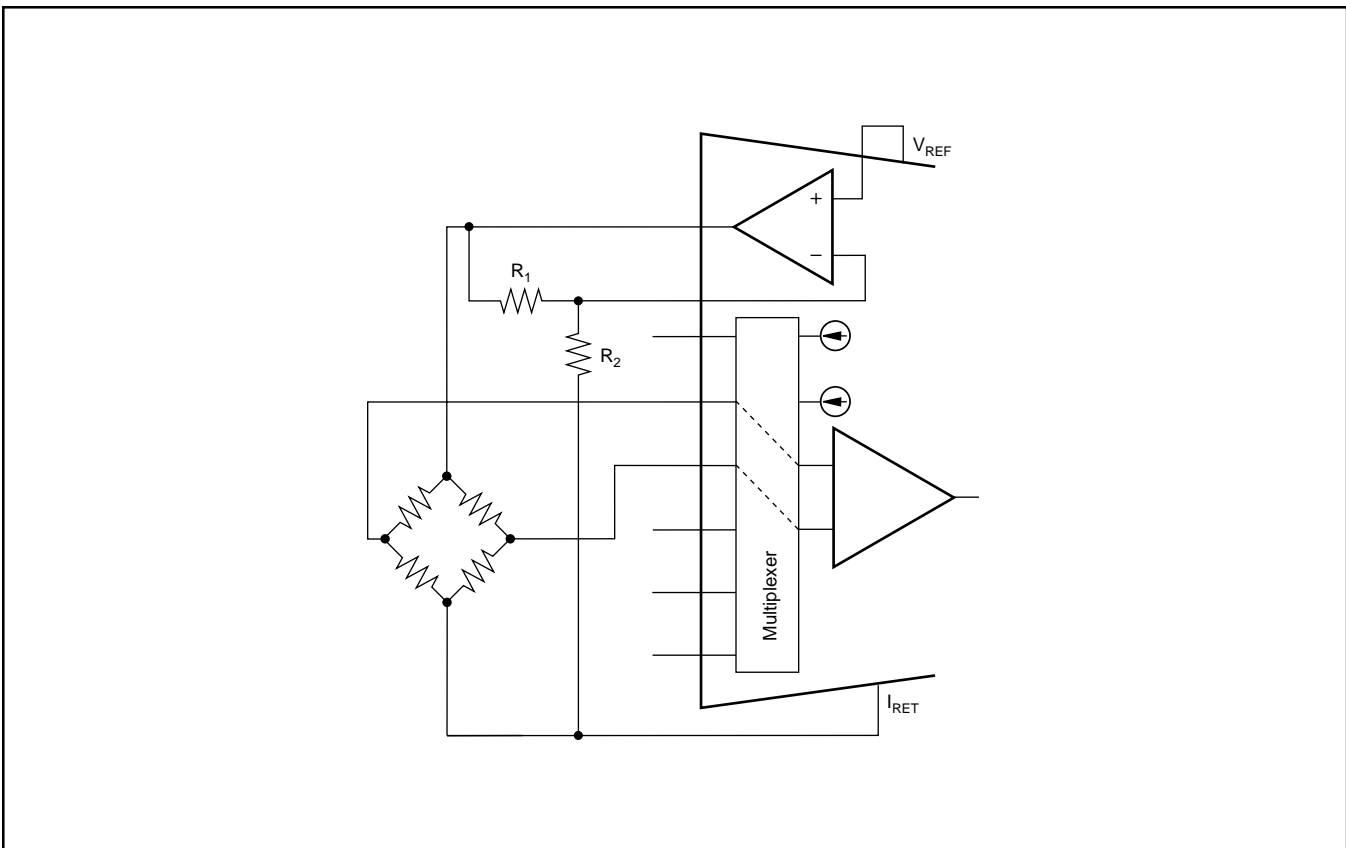 V_REF
+
−
R_1
R_2
Multiplexer
I_RET